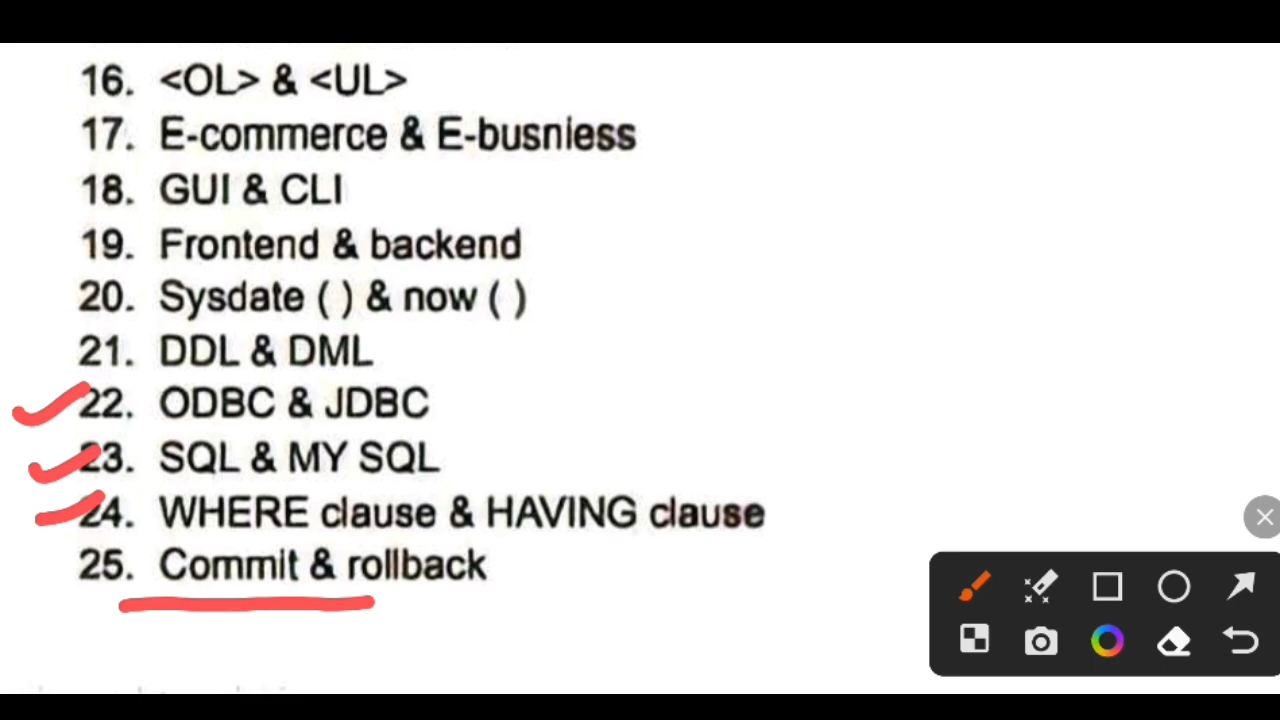 16. <OL> & <UL>
17. E-commerce & E-busniess
18. GUI & CLI
19. Frontend & backend
20. Sysdate ( ) & now ( )
21. DDL & DML
22. ODBC & JDBC
23. SQL & MY SQL
24. WHERE clause & HAVING clause
25. Commit & rollback